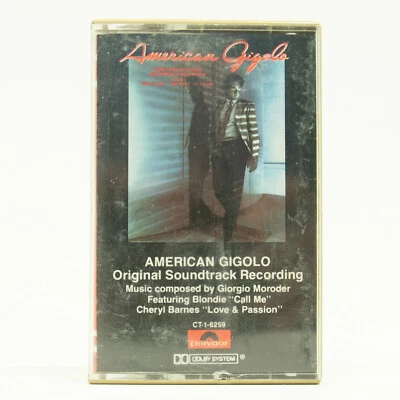 American Gigolo
AMERICAN GIGOLO
Original Soundtrack Recording
Music composed by Giorgio Moroder
Featuring Blondie "Call Me"
Cheryl Barnes "Love & Passion"
CT-1-6259
polydor
DOLBY SYSTEM ®